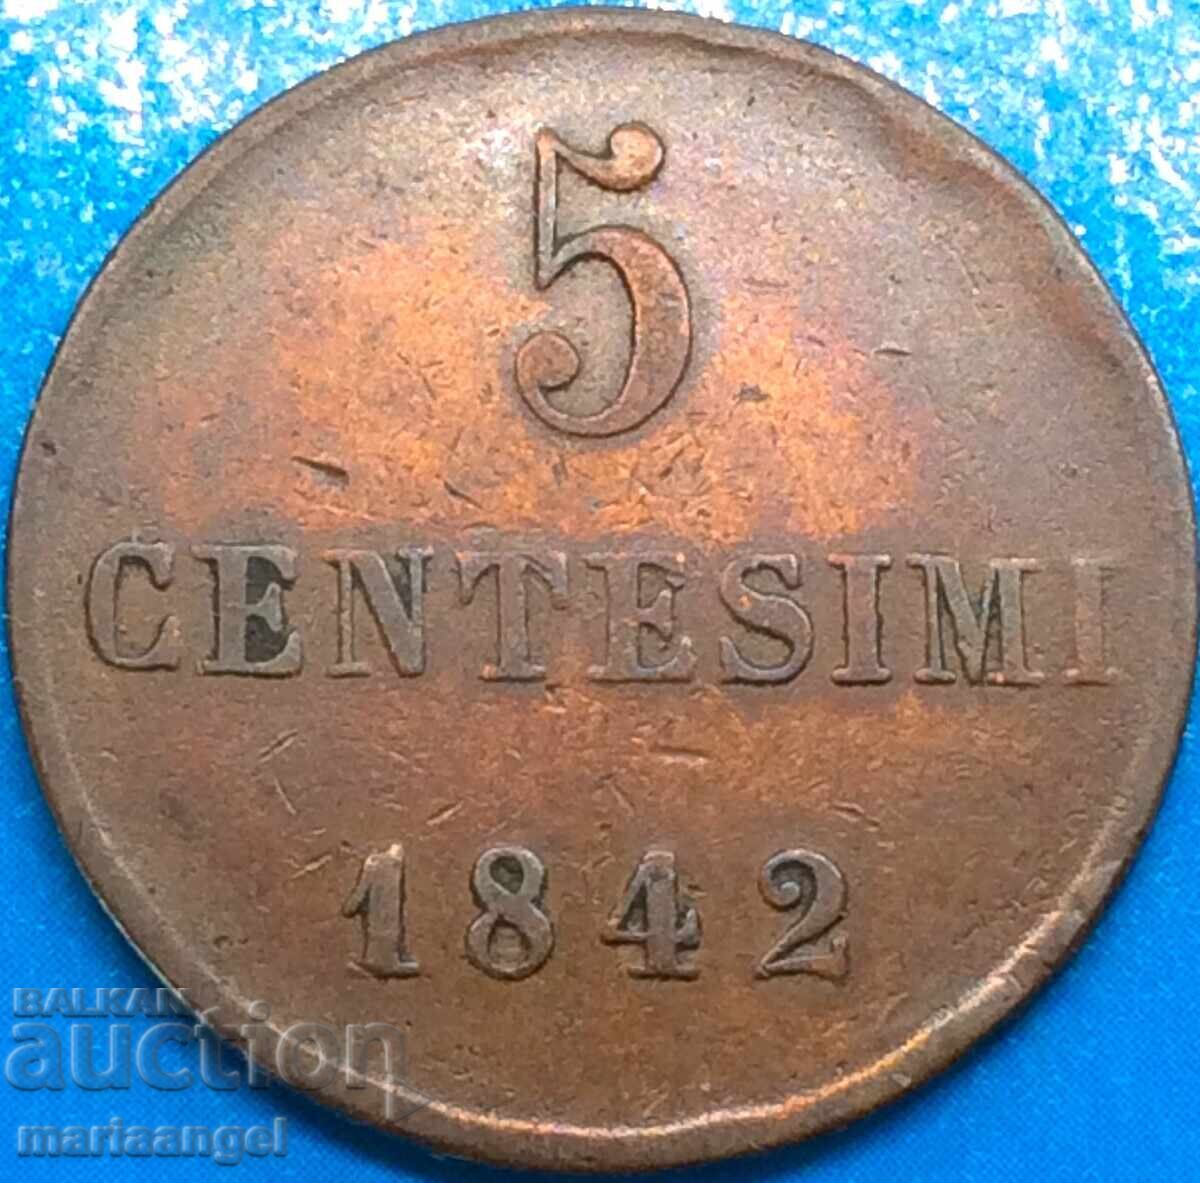 5
CENTESIMI
1842
BALKAN
auction
mariaangel